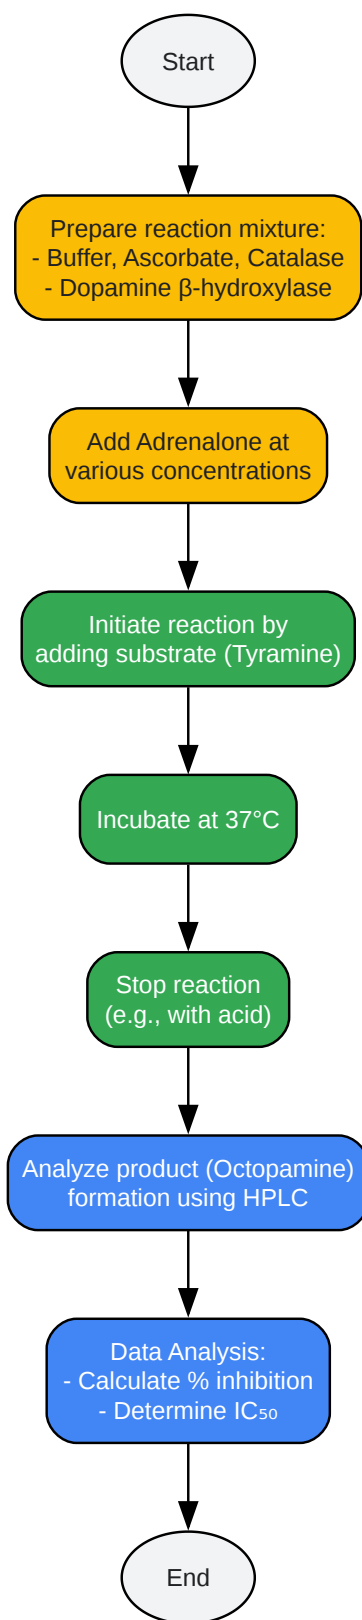 Start
Prepare reaction mixture:
- Buffer, Ascorbate, Catalase
- Dopamine β-hydroxylase
Add Adrenalone at
various concentrations
Initiate reaction by
adding substrate (Tyramine)
Incubate at 37°C
Stop reaction
(e.g., with acid)
Analyze product (Octopamine)
formation using HPLC
Data Analysis:
- Calculate % inhibition
- Determine IC₅₀
End